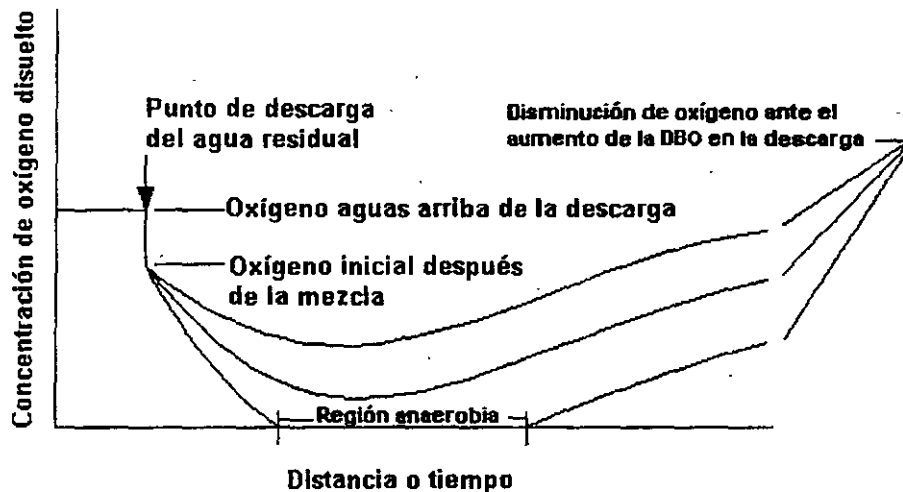 Concentración de oxígeno disuelto
Punto de descarga
del agua residual
Disminución de oxígeno ante el
aumento de la DBO en la descarga
Oxígeno aguas arriba de la descarga
Oxígeno inicial después
de la mezcla
Región anaerobia
Distancia o tiempo